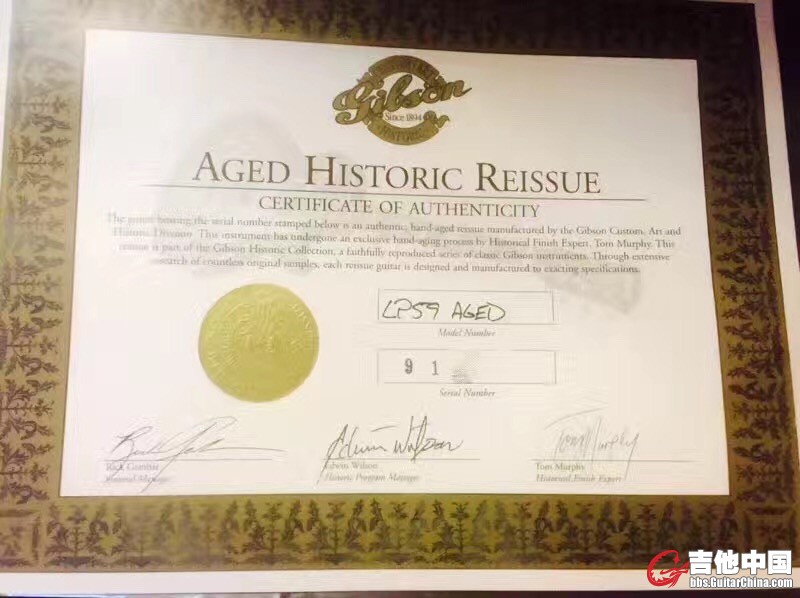 Gibson
Since 1894
HISTORIC
AGED HISTORIC REISSUE
CERTIFICATE OF AUTHENTICITY
The guitar bearing the serial number stamped below is an authentic, hand-aged reissue manufactured by the Gibson Custom, Art and
Historic Division. This instrument has undergone an exclusive hand-aging process by Historical Finish Expert, Tom Murphy. This
reissue is part of the Gibson Historic Collection, a faithfully reproduced series of classic Gibson instruments. Through extensive
research of countless original samples, each reissue guitar is designed and manufactured to exacting specifications.
LP59 AGED
Model Number
9 1
Serial Number
Edwin Wilson
Tom Murphy
Rick Gembar
Edwin Wilson
Tom Murphy
General Manager
Historic Program Manager
Historical Finish Expert
吉他中国
bbs.GuitarChina.com